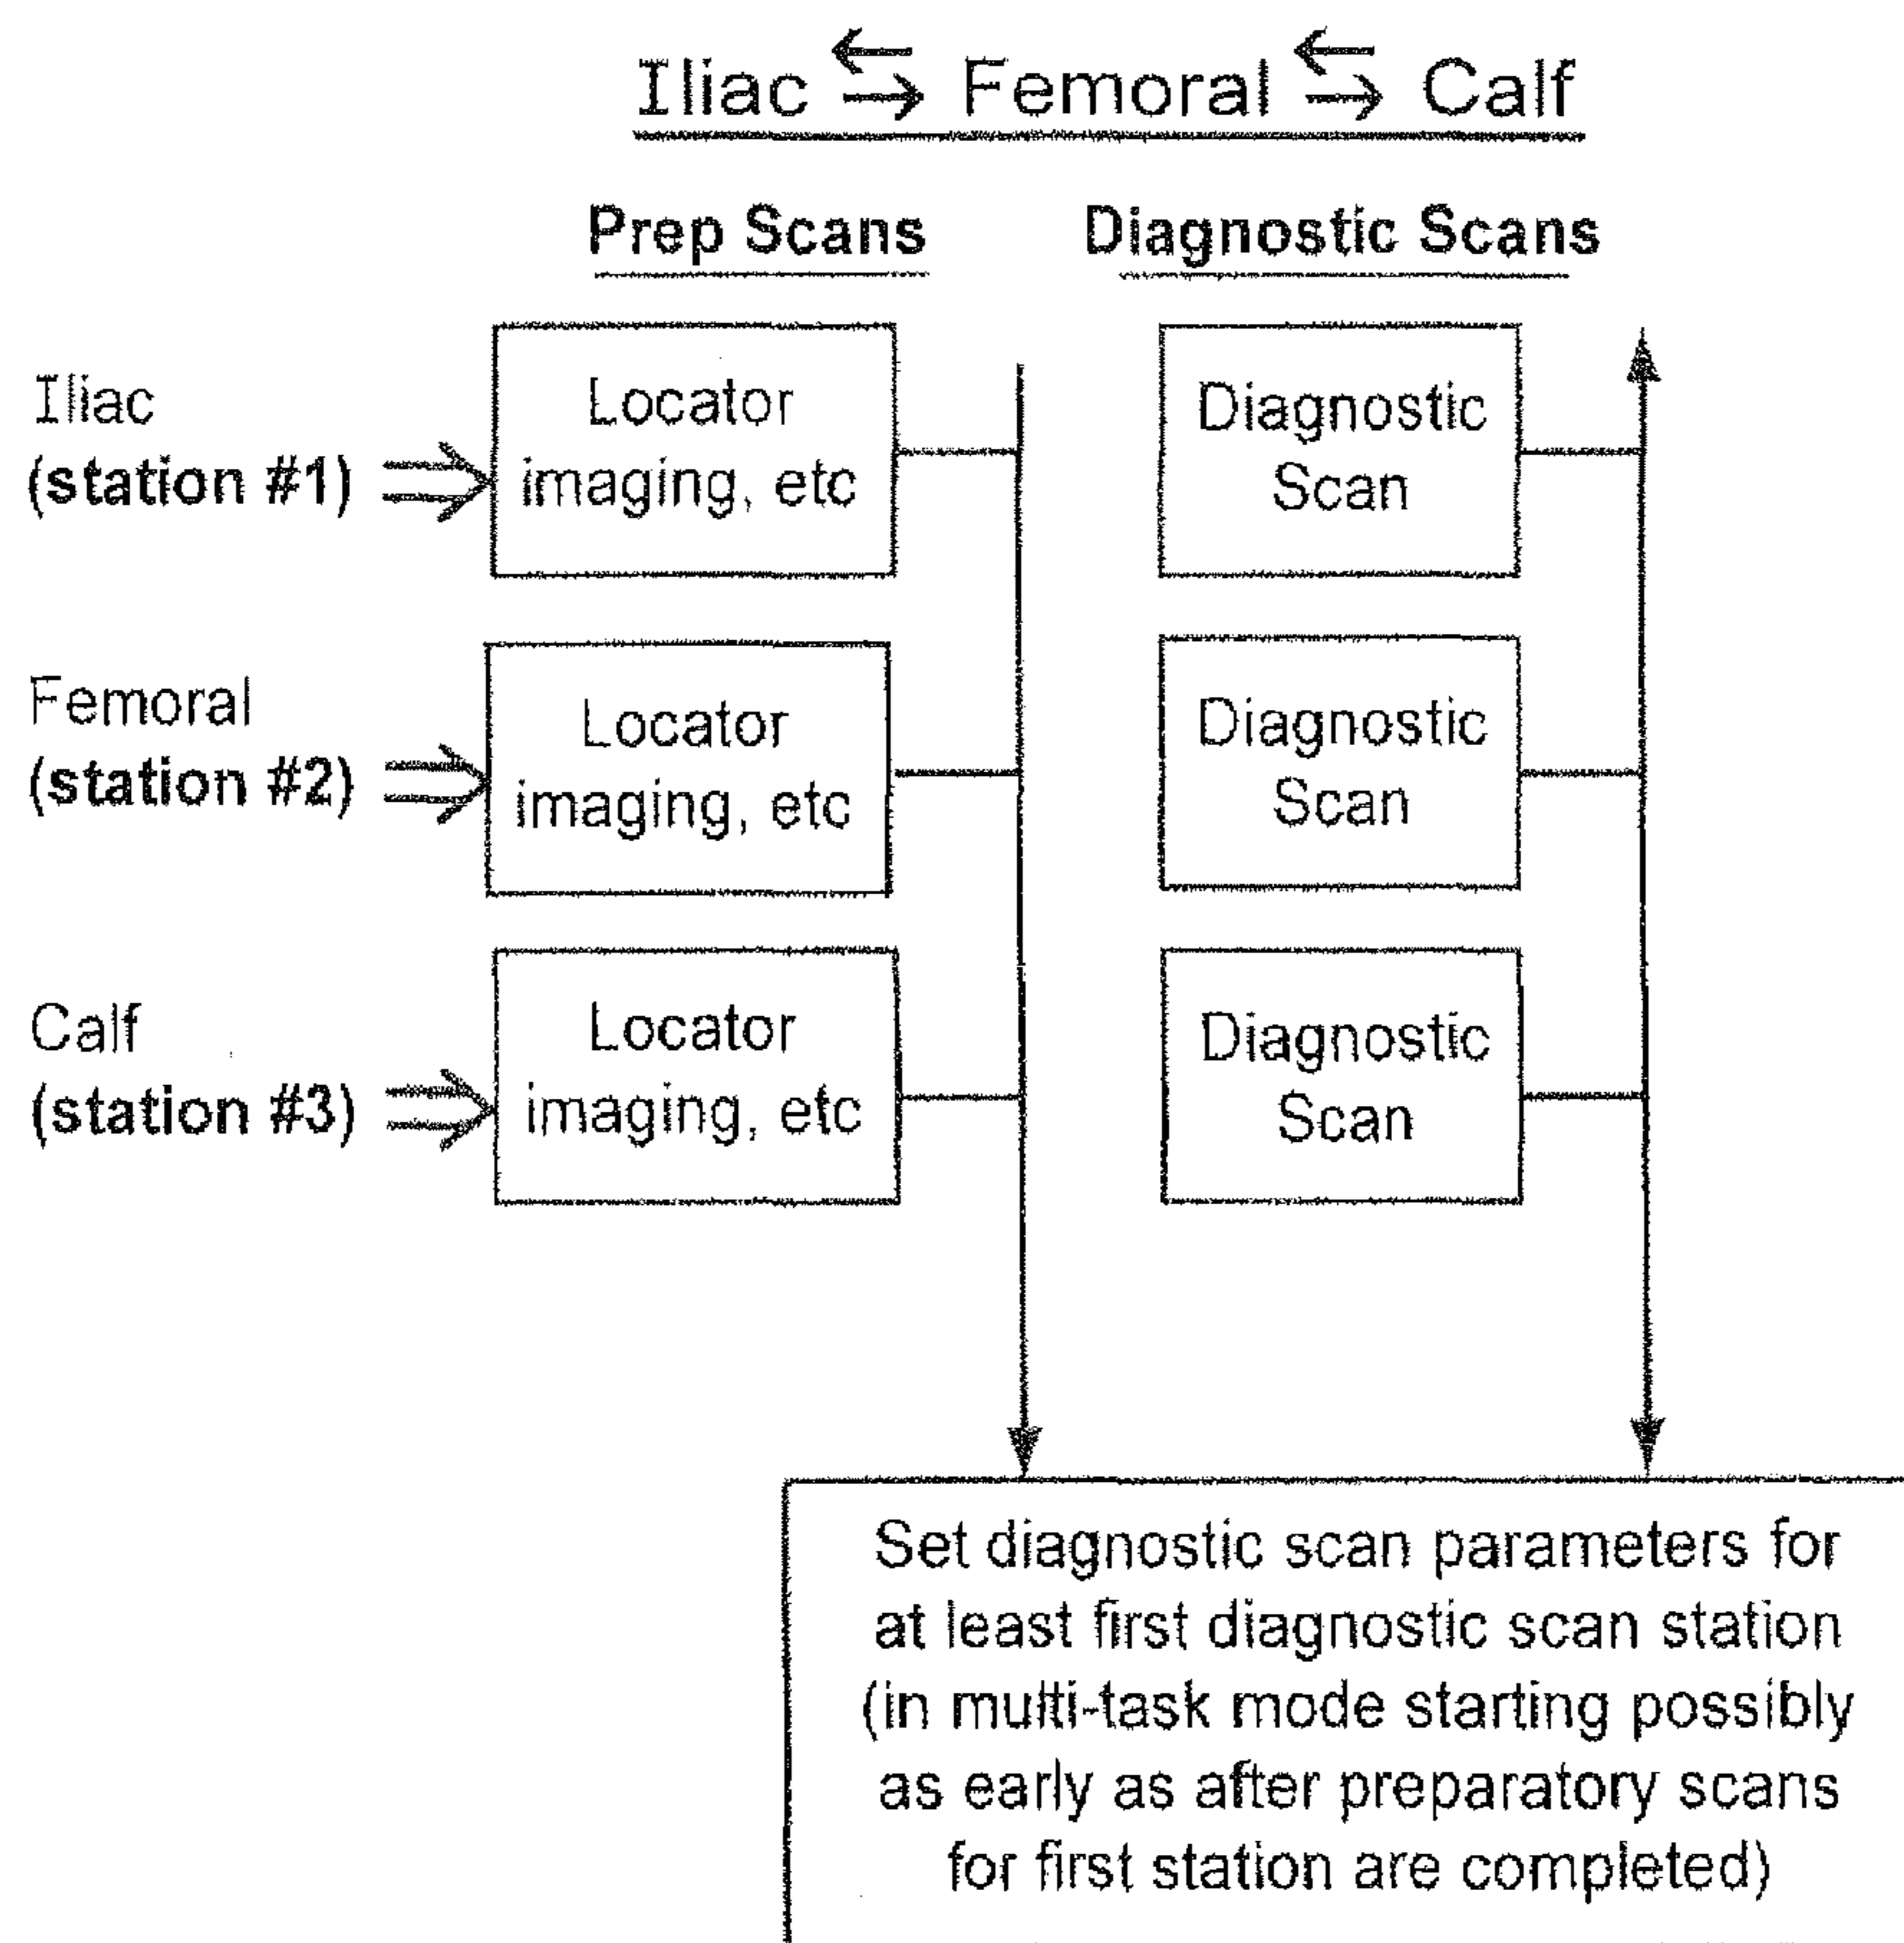 Iliac ⇆ Femoral ⇆ Calf
Prep Scans
Diagnostic Scans
Iliac
(station #1)
Locator
imaging, etc
Diagnostic
Scan
Femoral
(station #2)
Locator
imaging, etc
Diagnostic
Scan
Calf
(station #3)
Locator
imaging, etc
Diagnostic
Scan
Set diagnostic scan parameters for
at least first diagnostic scan station
(in multi-task mode starting possibly
as early as after preparatory scans
for first station are completed)